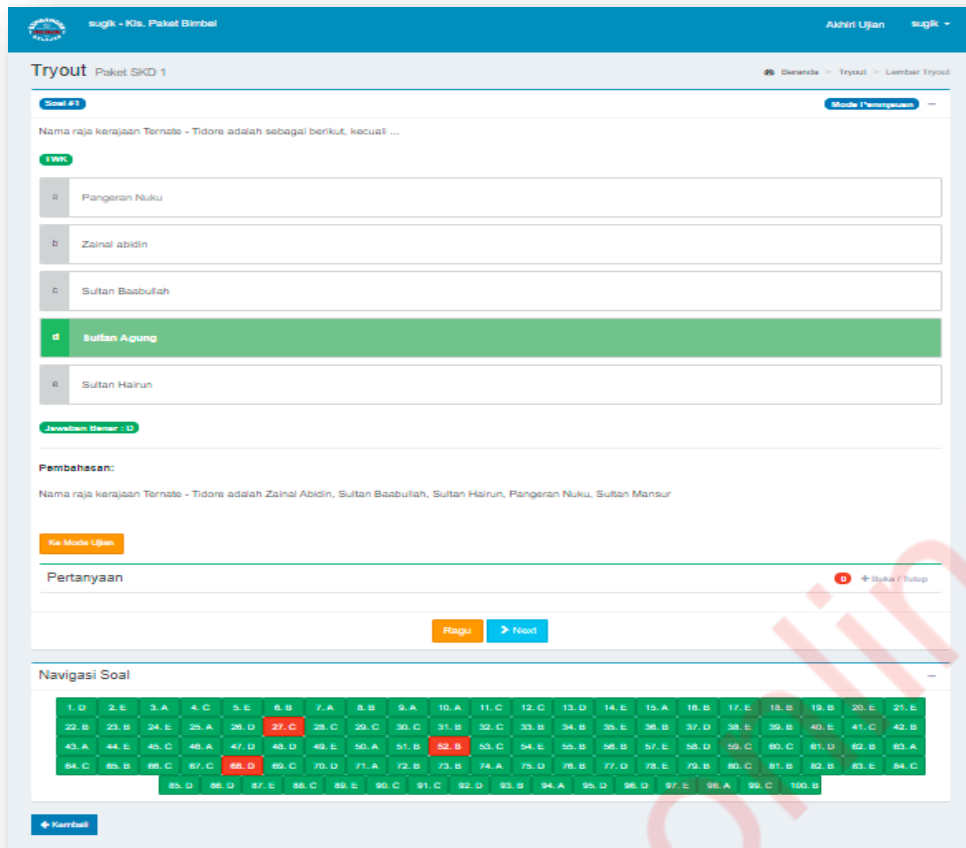 sugik - Kls. Paket Bimbel
Akhiri Ujian sugik
Tryout Paket SKD 1
Beranda > Tryout > Lembar Tryout
Soal #1
Mode Peninjauan
Nama raja kerajaan Ternate - Tidore adalah sebagai berikut, kecuali ...
TWK
a Pangeran Nuku
b Zainal abidin
c Sultan Baabullah
d Sultan Agung
e Sultan Hairun
Jawaban Benar : D
Pembahasan:
Nama raja kerajaan Ternate - Tidore adalah Zainal Abidin, Sultan Baabullah, Sultan Hairun, Pangeran Nuku, Sultan Mansur
Ke Mode Ujian
Pertanyaan
0 + Buka / Tutup
Ragu
> Next
Navigasi Soal
1. D 2. E 3. A 4. C 5. E 6. B 7. A 8. B 9. A 10. A 11. C 12. C 13. D 14. E 15. A 16. B 17. E 18. B 19. B 20. E 21. E
22. B 23. B 24. E 25. A 26. D 27. C 28. C 29. C 30. C 31. B 32. C 33. B 34. B 35. E 36. B 37. D 38. E 39. B 40. E 41. C 42. B
43. A 44. E 45. C 46. A 47. D 48. D 49. E 50. A 51. B 52. B 53. C 54. E 55. B 56. B 57. E 58. D 59. C 60. C 61. D 62. B 63. A
64. C 65. B 66. C 67. C 68. D 69. C 70. D 71. A 72. B 73. B 74. A 75. D 76. B 77. D 78. E 79. B 80. C 81. B 82. B 83. E 84. C
85. D 86. D 87. E 88. C 89. E 90. C 91. C 92. D 93. B 94. A 95. D 96. D 97. E 98. A 99. C 100. B
Kembali